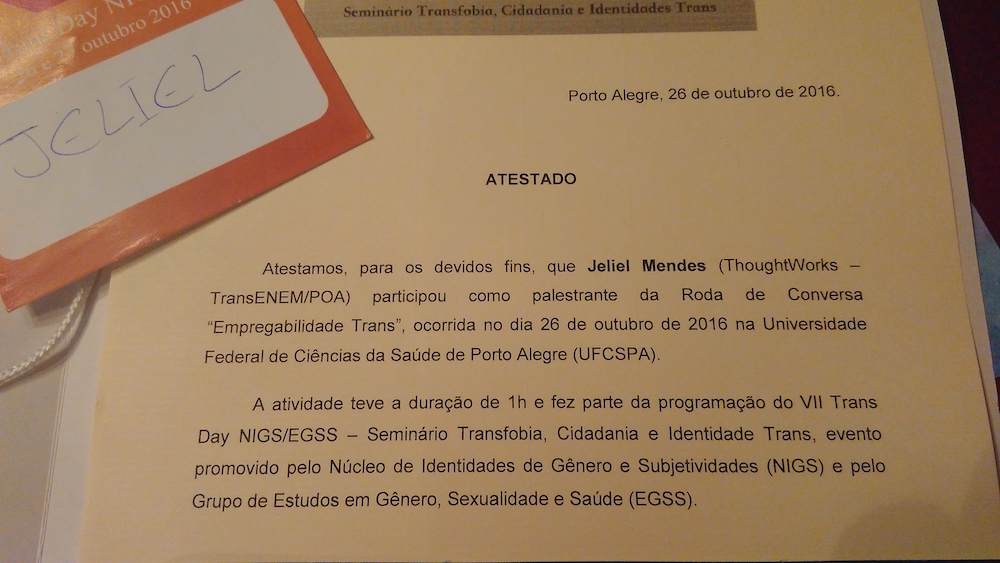 Day NI
outubro 2016
JELIEL
Seminário Transfobia, Cidadania e Identidades Trans
Porto Alegre, 26 de outubro de 2016.
ATESTADO
Atestamos, para os devidos fins, que Jeliel Mendes (ThoughtWorks –
TransENEM/POA) participou como palestrante da Roda de Conversa
“Empregabilidade Trans”, ocorrida no dia 26 de outubro de 2016 na Universidade
Federal de Ciências da Saúde de Porto Alegre (UFCSPA).
A atividade teve a duração de 1h e fez parte da programação do VII Trans
Day NIGS/EGSS – Seminário Transfobia, Cidadania e Identidade Trans, evento
promovido pelo Núcleo de Identidades de Gênero e Subjetividades (NIGS) e pelo
Grupo de Estudos em Gênero, Sexualidade e Saúde (EGSS).